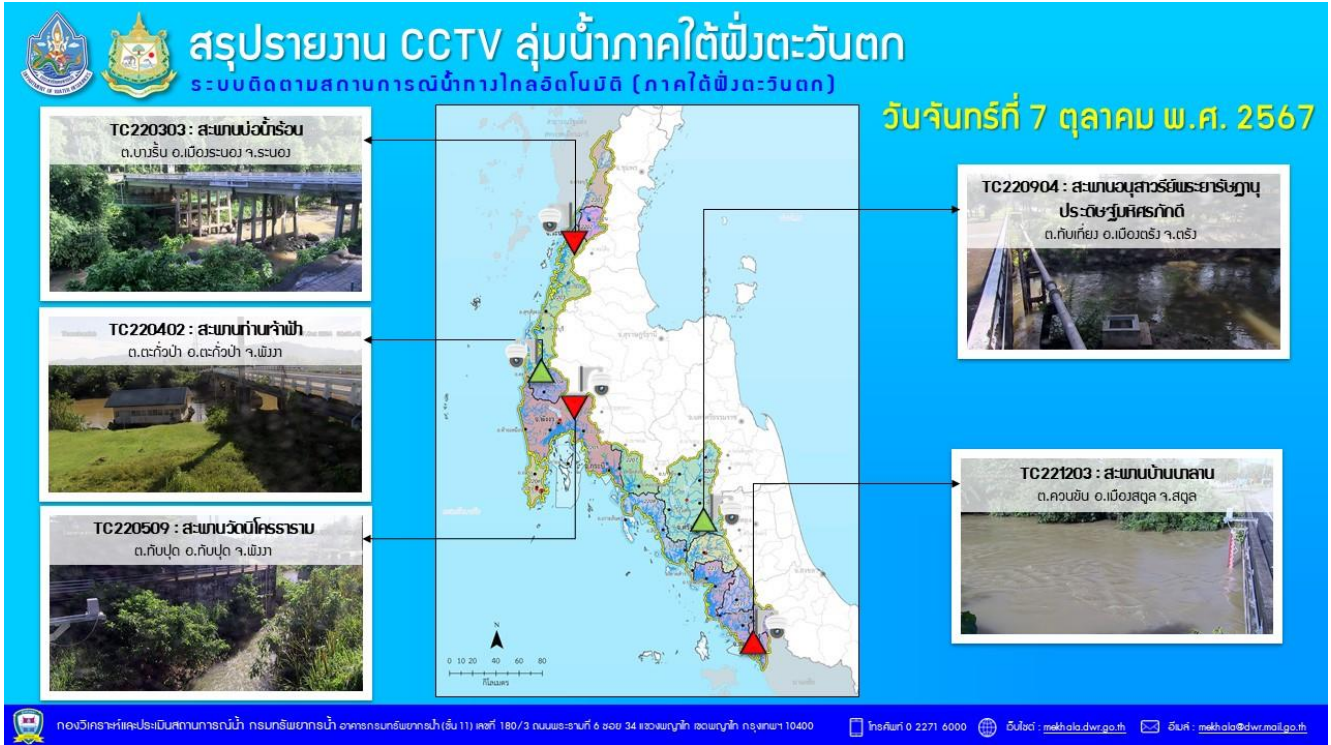 สรุปรายงาน CCTV ลุ่มน้ำภาคใต้ฝั่งตะวันตก
ระบบติดตามสถานการณ์น้ำทางไกลอัตโนมัติ (ภาคใต้ฝั่งตะวันตก)
วันจันทร์ที่ 7 ตุลาคม พ.ศ. 2567
TC220303 : สะพานบ่อน้ำร้อน
ต.บางริ้น อ.เมืองระนอง จ.ระนอง
TC220402 : สะพานท่านเจ้าฟ้า
ต.ตะกั่วป่า อ.ตะกั่วป่า จ.พังงา
TC220509 : สะพานวัดนิโครธาราม
ต.ทับปุด อ.ทับปุด จ.พังงา
TC220904 : สะพานอนุสาวรีย์พระยารัษฎานุ
ประดิษฐ์มหิศรภักดี
ต.ทับเที่ยง อ.เมืองตรัง จ.ตรัง
TC221203 : สะพานบ้านนาลาน
ต.ควนขัน อ.เมืองสตูล จ.สตูล
N
0 10 20 40 60 80
กิโลเมตร
กองวิเคราะห์และประเมินสถานการณ์น้ำ กรมทรัพยากรน้ำ อาคารกรมทรัพยากรน้ำ (ชั้น 11) เลขที่ 180/3 ถนนพระรามที่ 6 ซอย 34 แขวงพญาไท เขตพญาไท กรุงเทพฯ 10400
โทรศัพท์ 0 2271 6000
เว็บไซต์ : mekhala.dwr.go.th
อีเมล์ : mekhala@dwr.mail.go.th